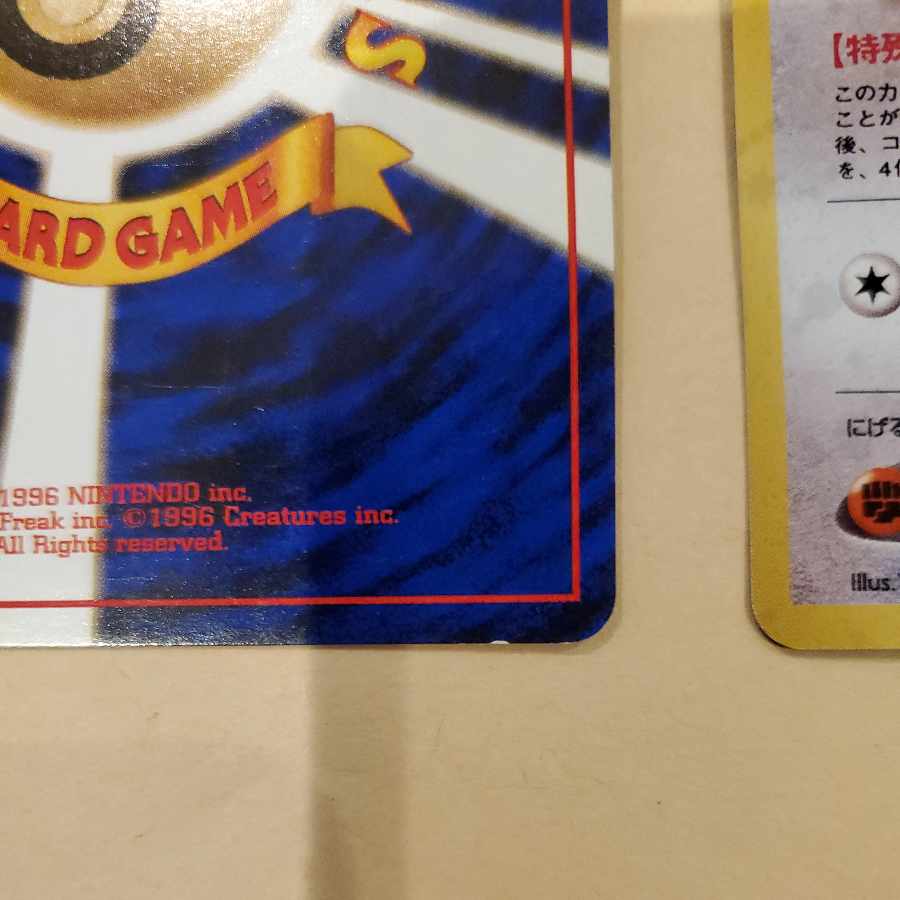 S
ARD GAME
1996 NINTENDO inc.
Freak inc. ©1996 Creatures inc.
All Rights reserved.
【特殊
この力
ことが
後、コ
を、4
にげる
Illus.